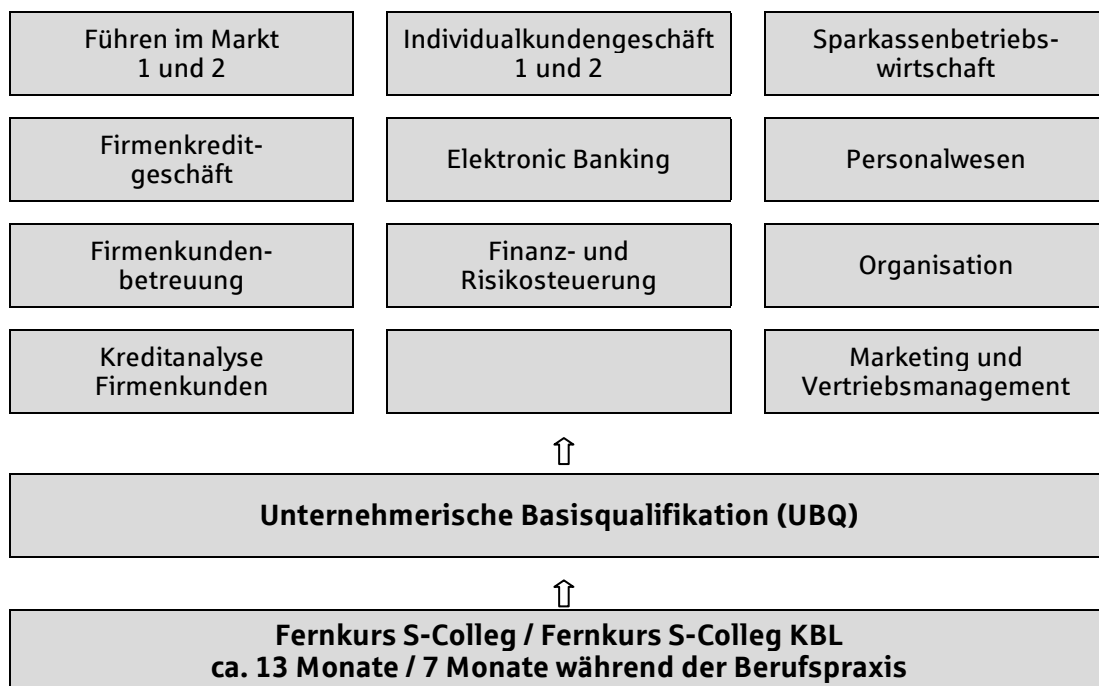 Führen im Markt
1 und 2
Individualkundengeschäft
1 und 2
Sparkassenbetriebs-
wirtschaft
Firmenkredit-
geschäft
Elektronic Banking
Personalwesen
Firmenkunden-
betreuung
Finanz- und
Risikosteuerung
Organisation
Kreditanalyse
Firmenkunden
Marketing und
Vertriebsmanagement
⇧
Unternehmerische Basisqualifikation (UBQ)
⇧
Fernkurs S-Colleg / Fernkurs S-Colleg KBL
ca. 13 Monate / 7 Monate während der Berufspraxis